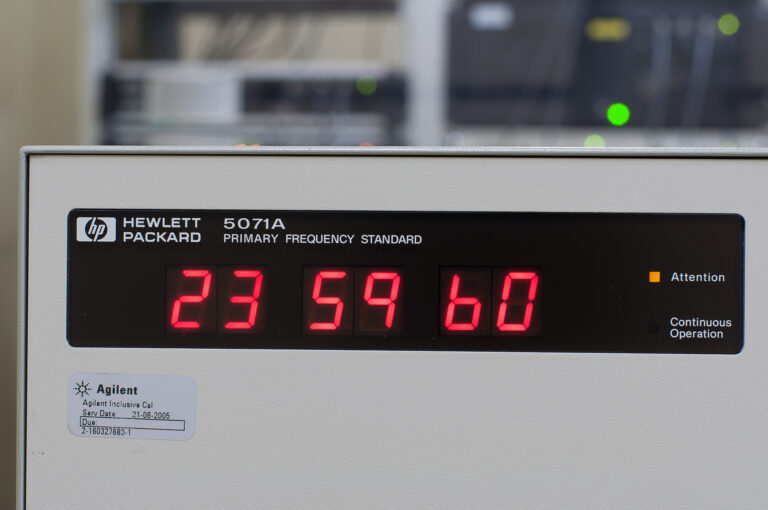 hp HEWLETT PACKARD
5071A
PRIMARY FREQUENCY STANDARD
23 59 60
Attention
Continuous
Operation
Agilent
Agilent Inclusive Cal
Serv Date 21-06-2005
Due:
2-160327883-1